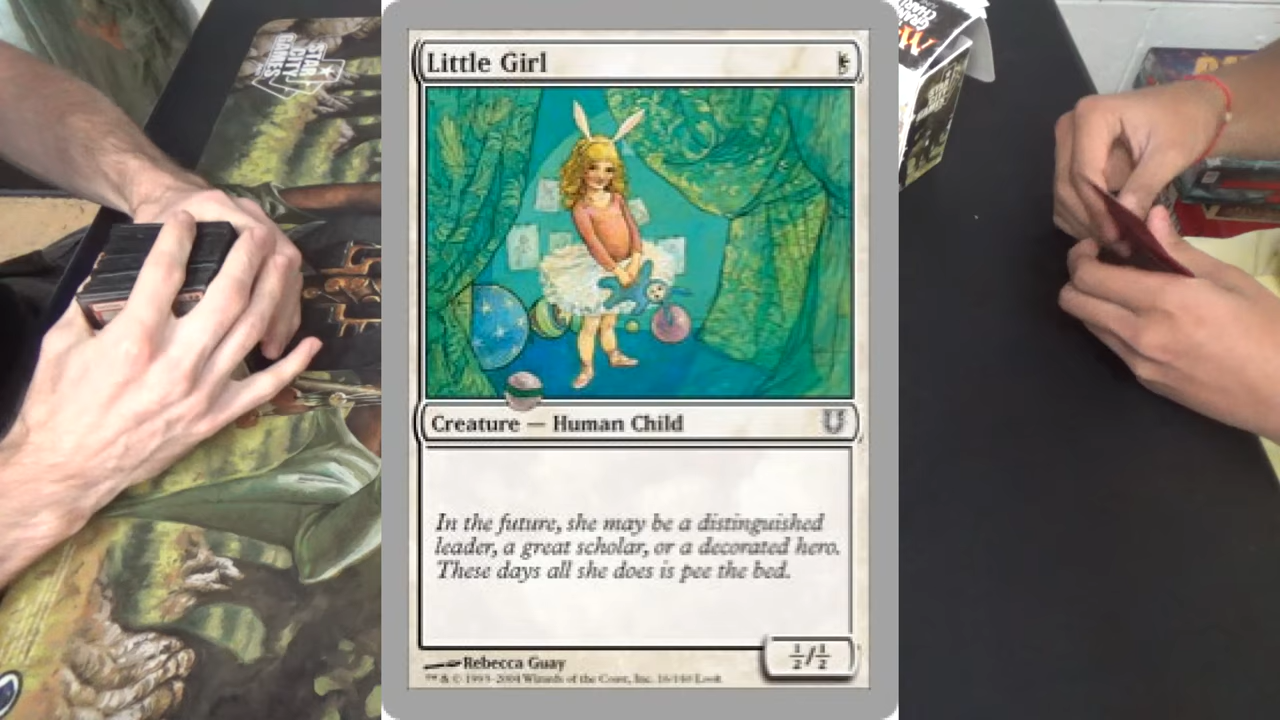 STAR
CITY
GAMES
Little Girl
Creature — Human Child
In the future, she may be a distinguished
leader, a great scholar, or a decorated hero.
These days all she does is pee the bed.
½/½
Rebecca Guay
™ & © 1993–2004 Wizards of the Coast, Inc. 16/140